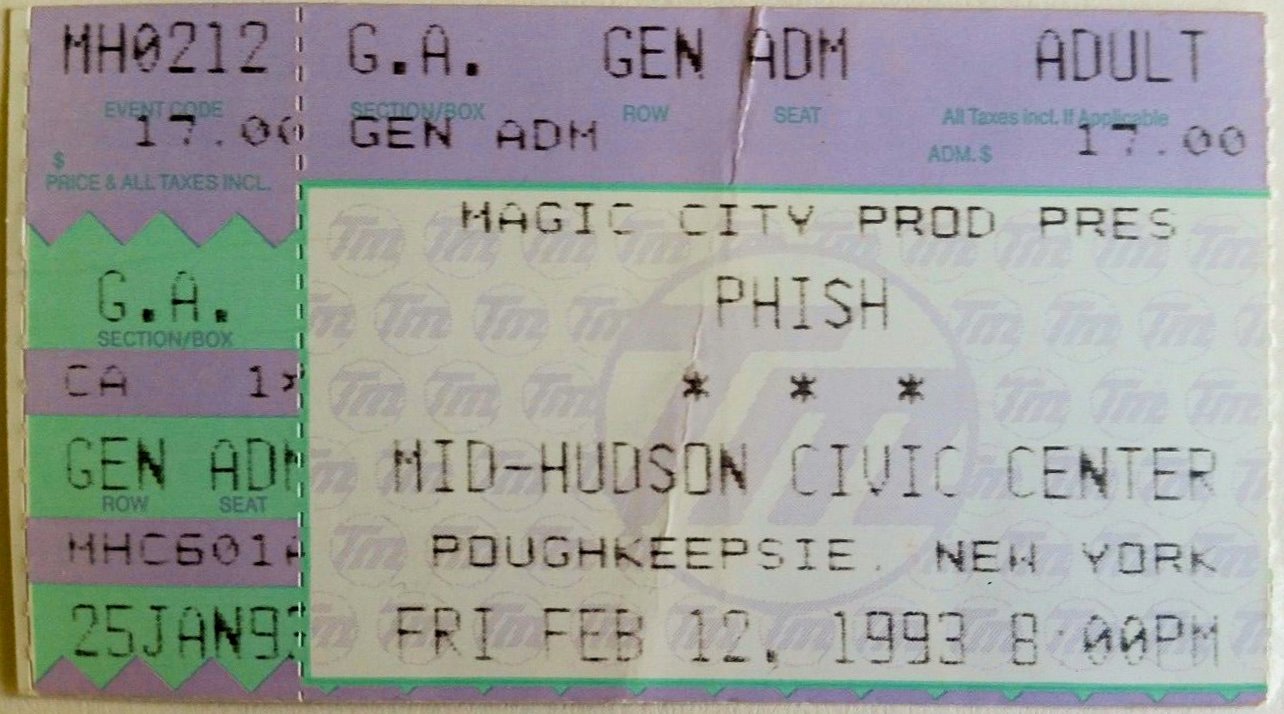 MH0212 G.A. GEN ADM ADULT
EVENT CODE SECTION/BOX ROW SEAT All Taxes incl. If Applicable
17.00 GEN ADM ADM. $ 17.00
$
PRICE & ALL TAXES INCL.
MAGIC CITY PROD PRES
G.A. PHISH
SECTION/BOX
CA 1* * * *
GEN ADM MID-HUDSON CIVIC CENTER
ROW SEAT
MHC601A POUGHKEEPSIE, NEW YORK
25JAN93 FRI FEB 12, 1993 8:00PM
Tm